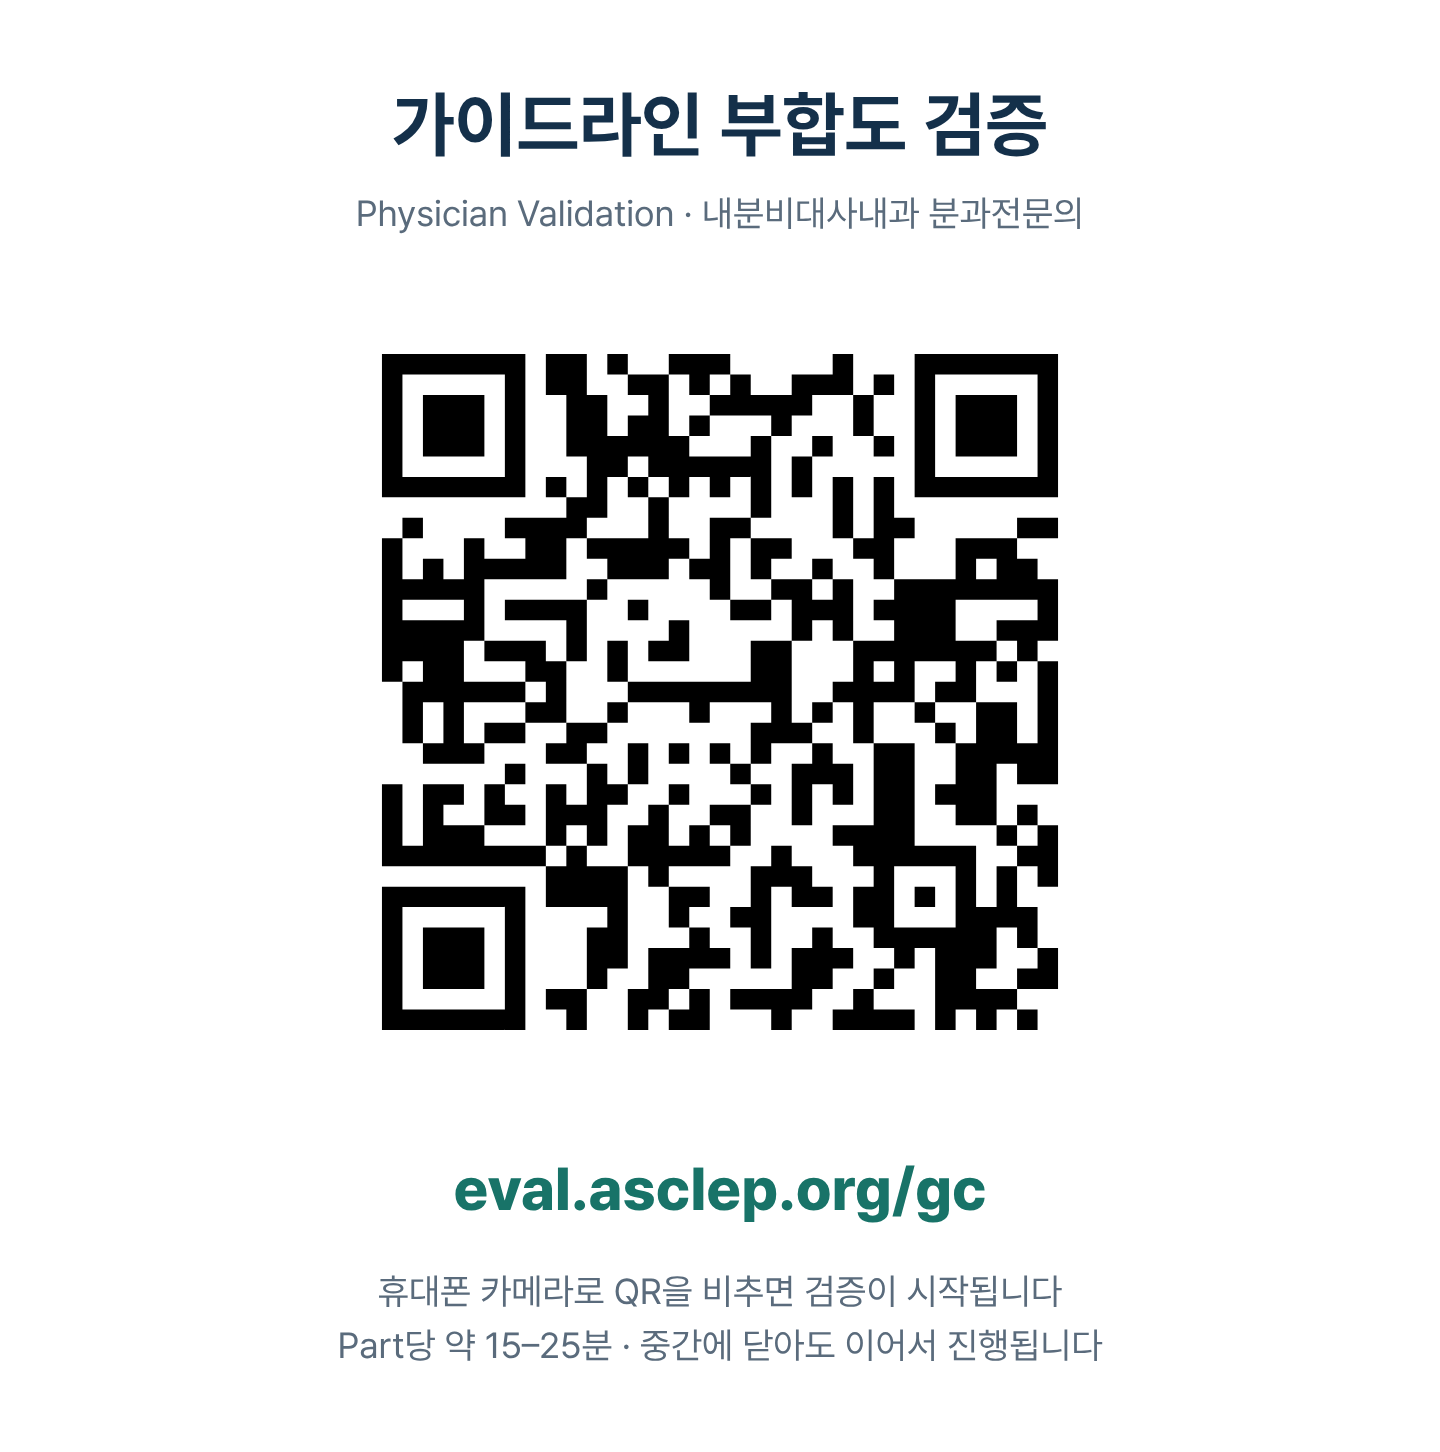 가이드라인 부합도 검증
Physician Validation · 내분비대사내과 분과전문의
eval.asclep.org/gc
휴대폰 카메라로 QR을 비추면 검증이 시작됩니다
Part당 약 15–25분 · 중간에 닫아도 이어서 진행됩니다